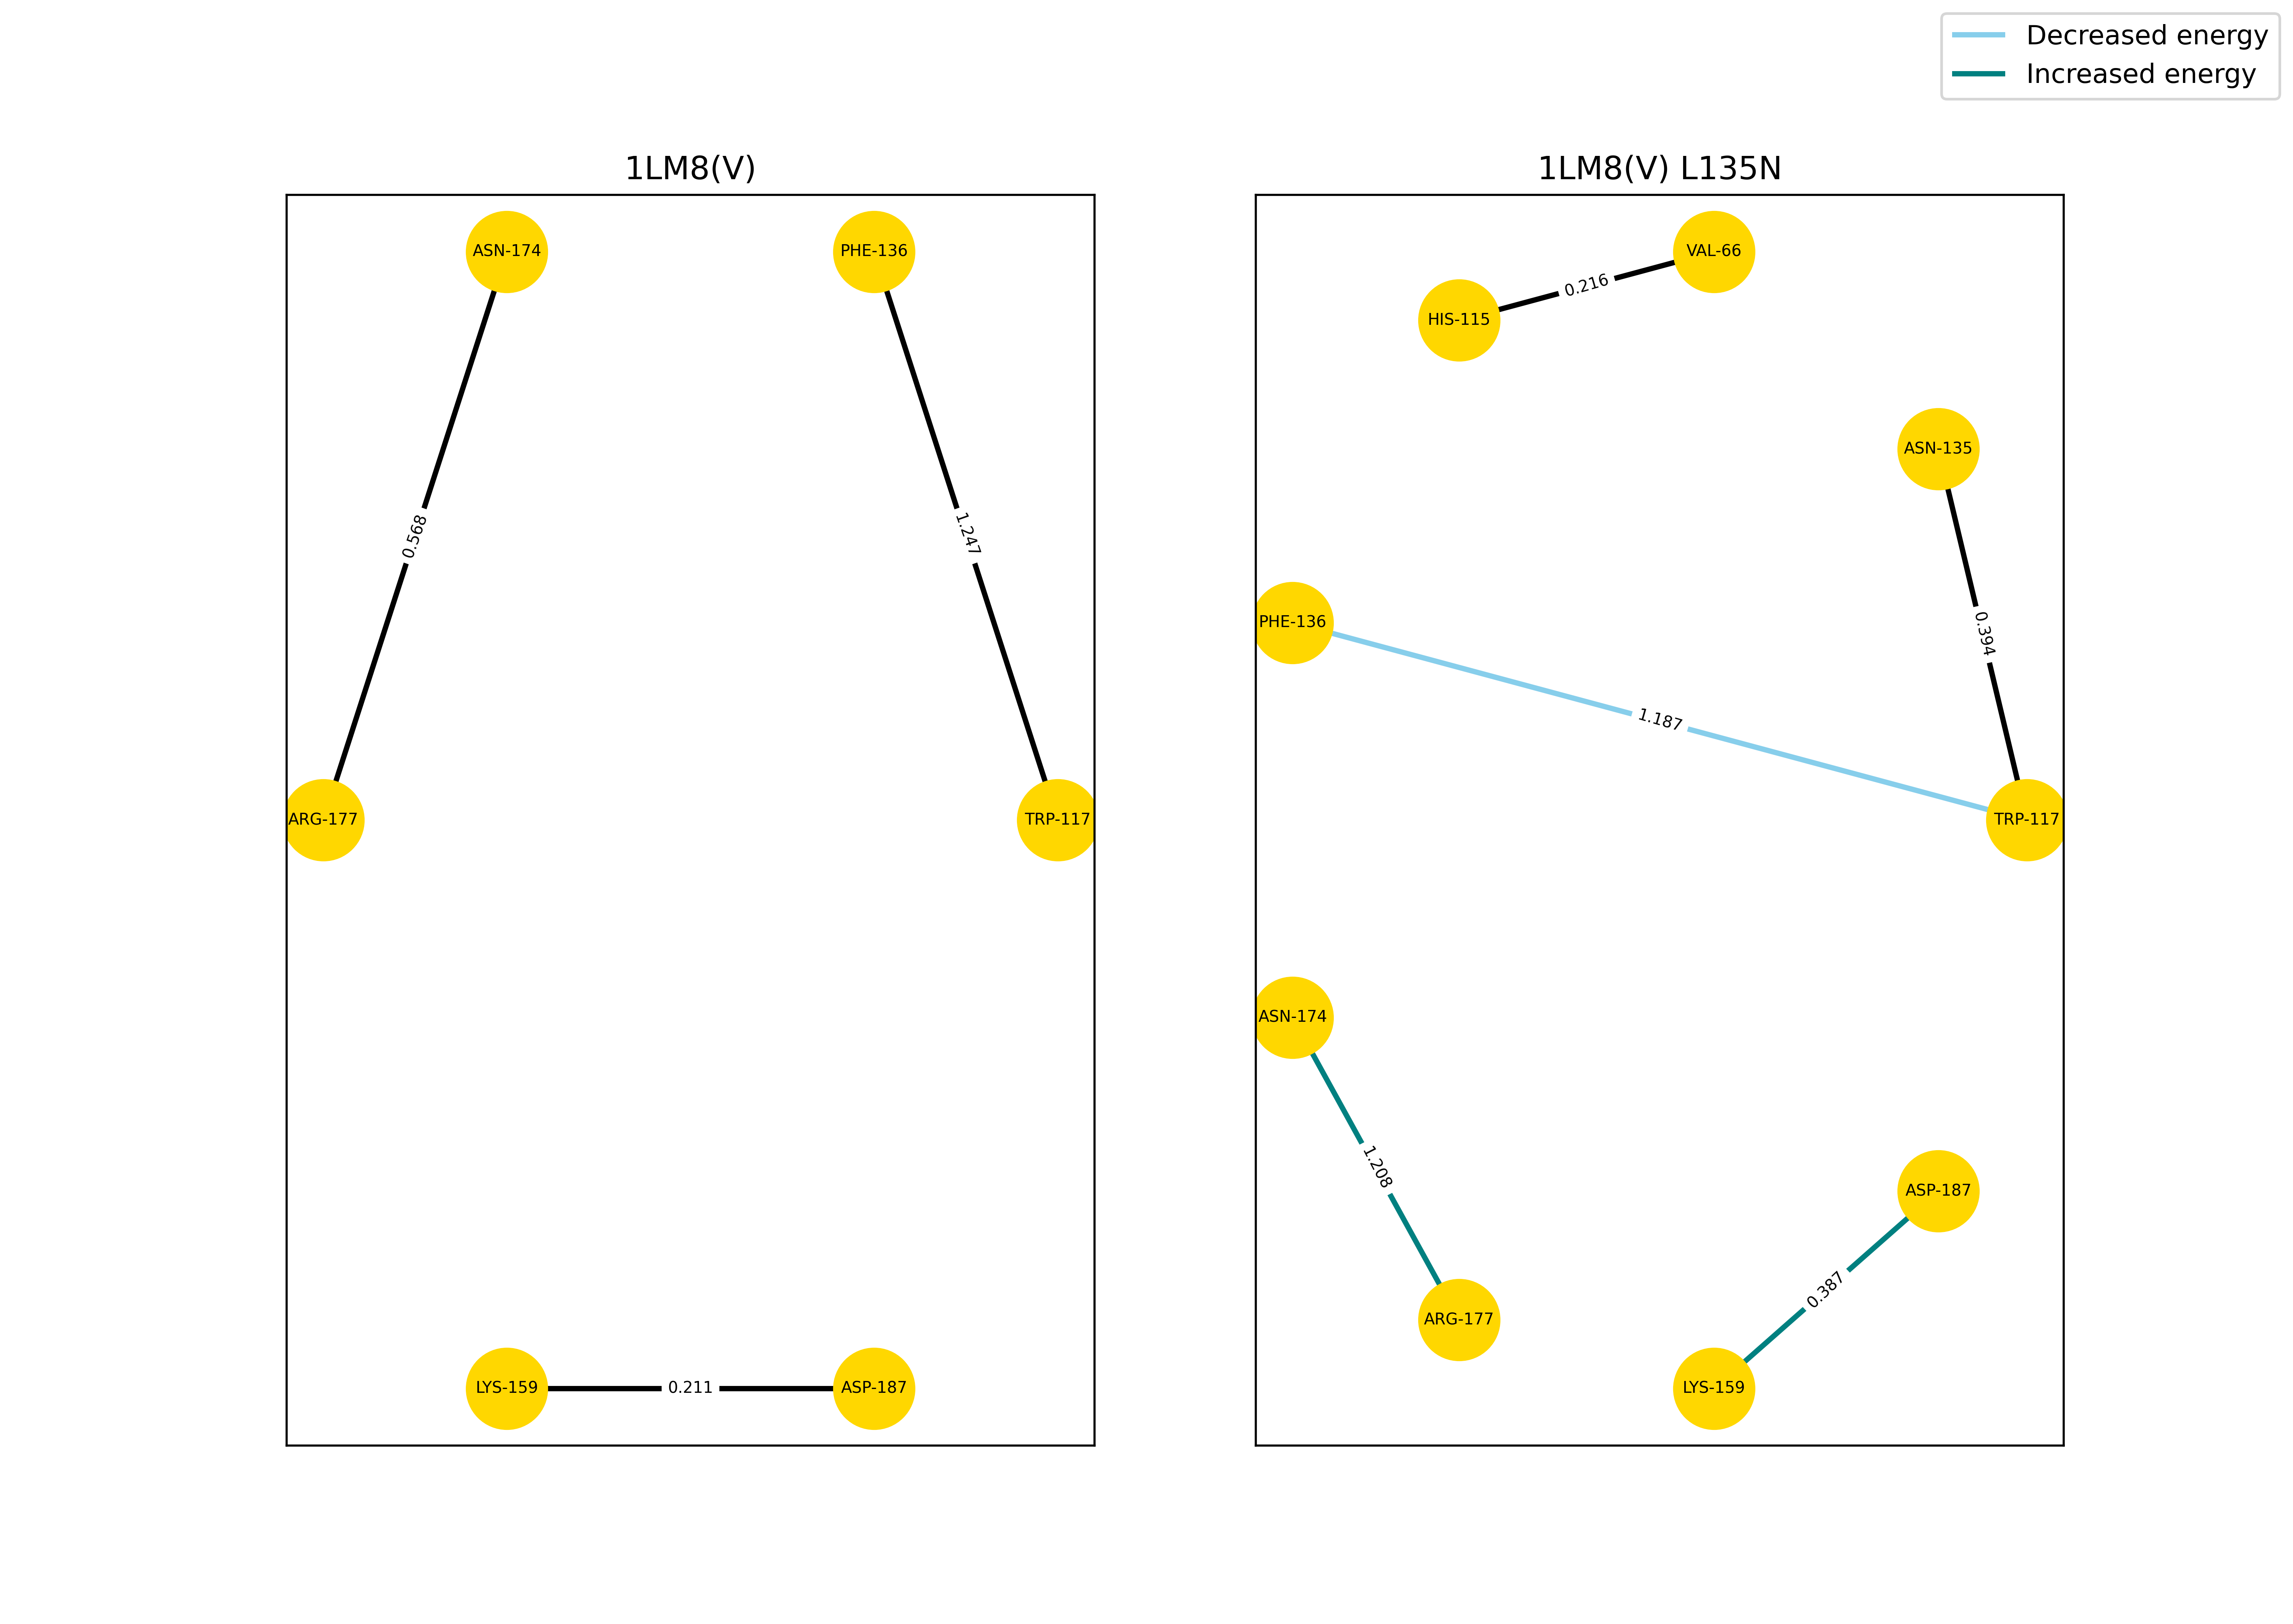 Decreased energy
Increased energy
1LM8(V)
ASN-174
PHE-136
0.568
1.247
ARG-177
TRP-117
LYS-159
0.211
ASP-187
1LM8(V) L135N
VAL-66
0.216
HIS-115
ASN-135
PHE-136
0.394
1.187
TRP-117
ASN-174
1.208
ASP-187
0.387
ARG-177
LYS-159